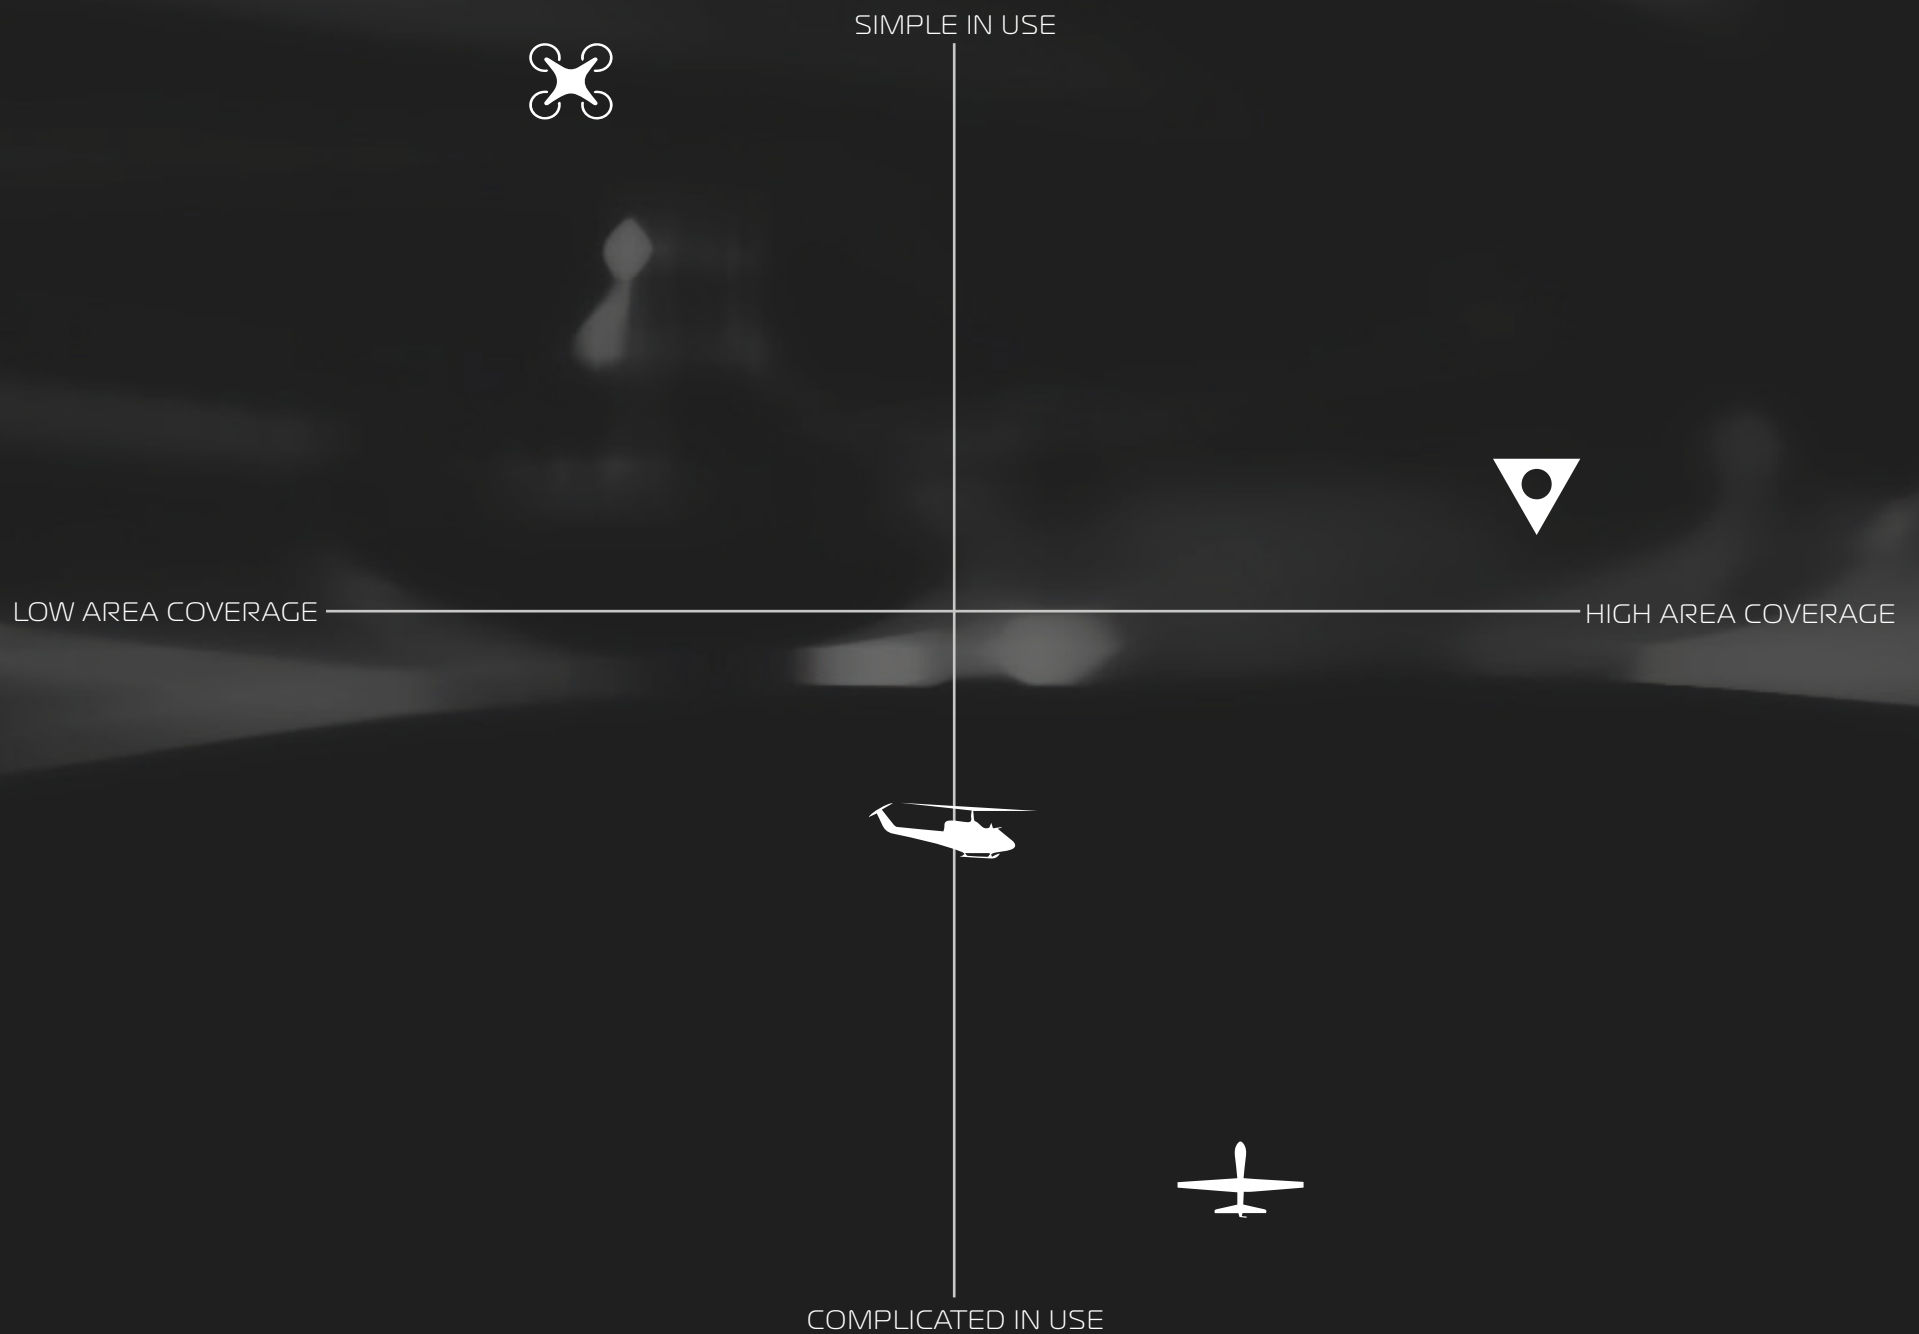 SIMPLE IN USE
LOW AREA COVERAGE
HIGH AREA COVERAGE
COMPLICATED IN USE